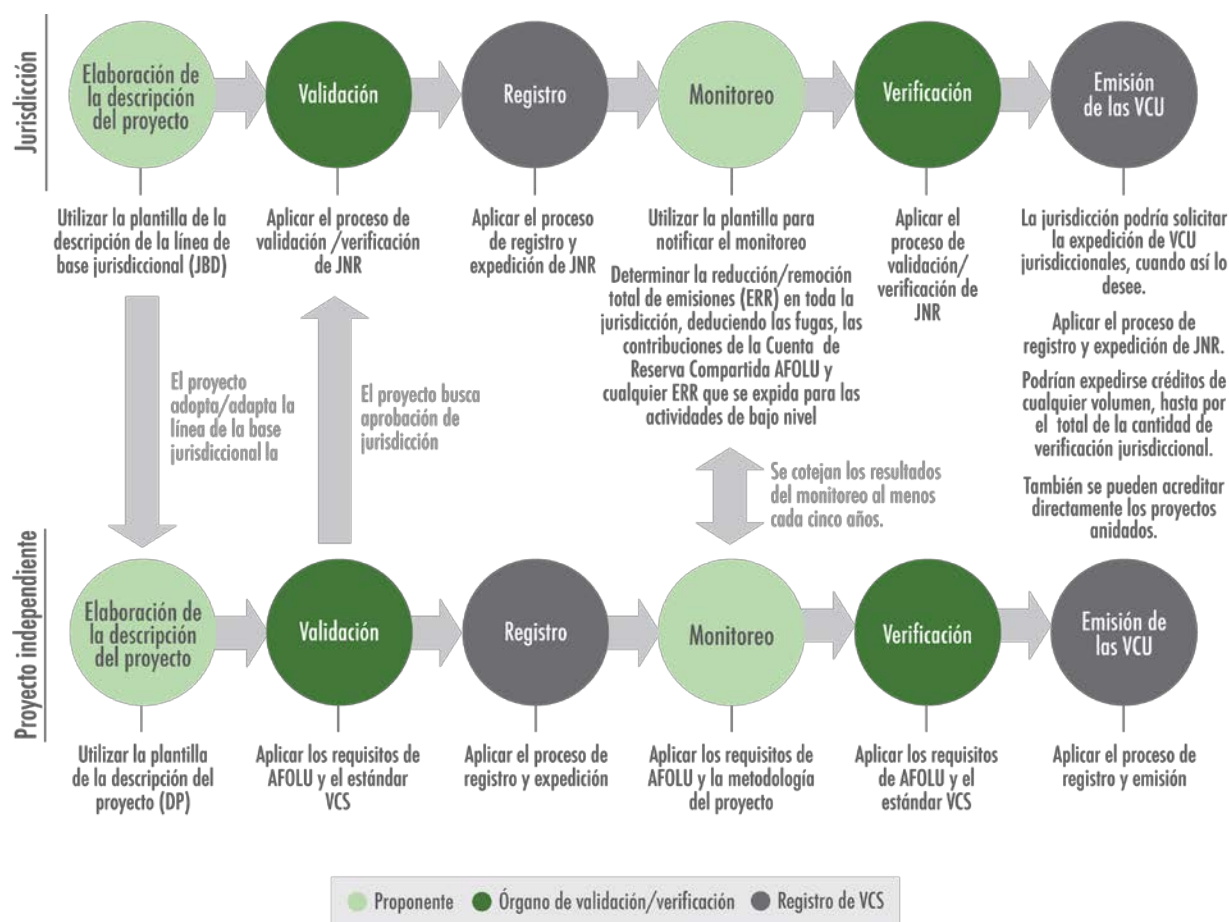 Jurisdicción
Elaboración de
la descripción
del proyecto
Validación
Registro
Monitoreo
Verificación
Emisión
de las VCU
Utilizar la plantilla de la
descripción de la línea de
base jurisdiccional (JBD)
Aplicar el proceso de
validación /verificación
de JNR
Aplicar el proceso
de registro y
expedición de JNR
Utilizar la plantilla para
notificar el monitoreo
Determinar la reducción/remoción
total de emisiones (ERR) en toda la
jurisdicción, deduciendo las fugas, las
contribuciones de la Cuenta de
Reserva Compartida AFOLU y
cualquier ERR que se expida para las
actividades de bajo nivel
Aplicar el
proceso de
validación/
verificación de
JNR
La jurisdicción podría solicitar
la expedición de VCU
jurisdiccionales, cuando así lo
desee.
Aplicar el proceso de
registro y expedición de JNR.
Podrían expedirse créditos de
cualquier volumen, hasta por
el total de la cantidad de
verificación jurisdiccional.
También se pueden acreditar
directamente los proyectos
anidados.
El proyecto
adopta/adapta la
línea de la base
jurisdiccional la
El proyecto busca
aprobación de
jurisdicción
Se cotejan los resultados
del monitoreo al menos
cada cinco años.
Proyecto independiente
Elaboración de
la descripción
del proyecto
Validación
Registro
Monitoreo
Verificación
Emisión de
las VCU
Utilizar la plantilla
de la descripción del
proyecto (DP)
Aplicar los requisitos de
AFOLU y el estándar
VCS
Aplicar el proceso de
registro y expedición
Aplicar los requisitos de
AFOLU y la metodología
del proyecto
Aplicar los requisitos
de AFOLU y el
estándar VCS
Aplicar el proceso de
registro y emisión
Proponente
Órgano de validación/verificación
Registro de VCS